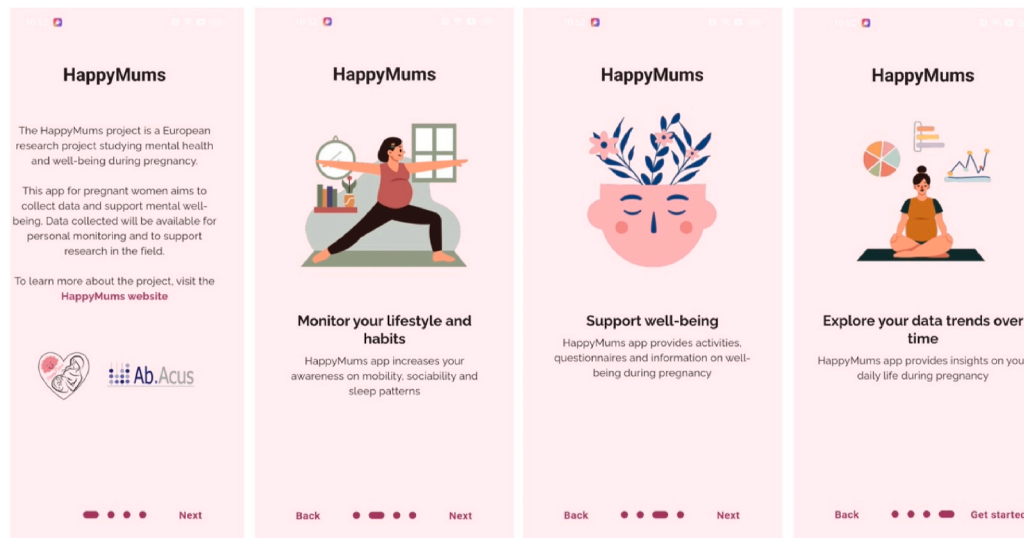 HappyMums
The HappyMums project is a European
research project studying mental health
and well-being during pregnancy.
This app for pregnant women aims to
collect data and support mental well-
being. Data collected will be available for
personal monitoring and to support
research in the field.
To learn more about the project, visit the
HappyMums website
Ab.Acus
Next
HappyMums
Monitor your lifestyle and
habits
HappyMums app increases your
awareness on mobility, sociability and
sleep patterns
Back
Next
HappyMums
Support well-being
HappyMums app provides activities,
questionnaires and information on well-
being during pregnancy
Back
Next
HappyMums
Explore your data trends over
time
HappyMums app provides insights on you
daily life during pregnancy
Back
Get started